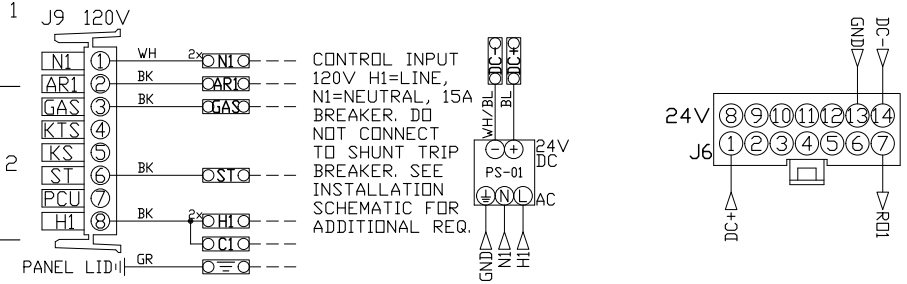 1
2
J9 120V
N1 1 WH 2x N1
AR1 2 BK AR1
GAS 3 BK GAS
KTS 4
KS 5
ST 6 BK ST
PCU 7
H1 8 BK 2x H1
C1
PANEL LID GR
CONTROL INPUT
120V H1=LINE,
N1=NEUTRAL, 15A
BREAKER. DO
NOT CONNECT
TO SHUNT TRIP
BREAKER. SEE
INSTALLATION
SCHEMATIC FOR
ADDITIONAL REQ.
DC-
DC+
WH/BL
BL
- +
24V
DC
PS-01
N L
AC
GND
N1
H1
GND
DC-
24V 8 9 10 11 12 13 14
J6 1 2 3 4 5 6 7
DC+
RO1